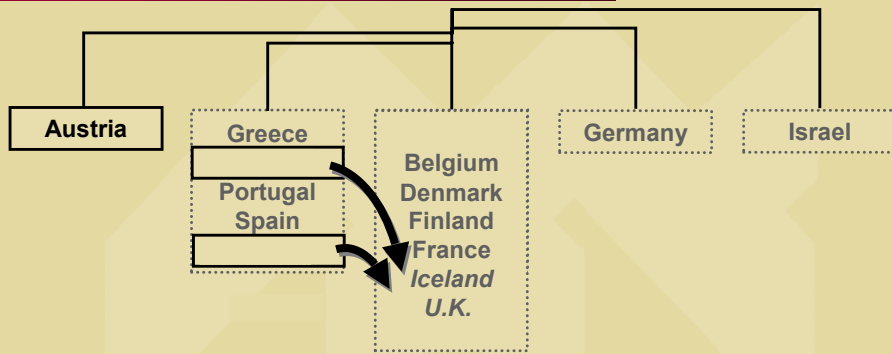 Austria
Greece
Portugal
Spain
Belgium
Denmark
Finland
France
Iceland
U.K.
Germany
Israel